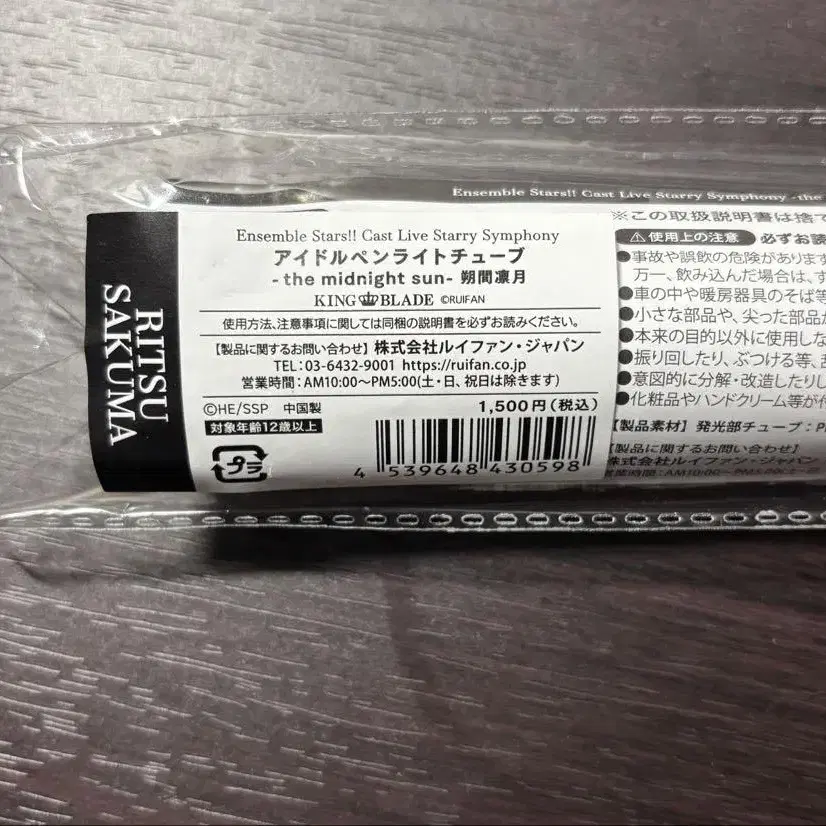 RITSU
SAKUMA
Ensemble Stars!! Cast Live Starry Symphony
アイドルペンライトチューブ
-the midnight sun- 朔間凛月
KING BLADE ©RUIFAN
使用方法、注意事項に関しては同梱の説明書を必ずお読みください。
【製品に関するお問い合わせ】 株式会社ルイファン・ジャパン
TEL:03-6432-9001 https://ruifan.co.jp
営業時間:AM10:00~PM5:00(土・日、祝日は除きます)
©HE/SSP 中国製
1,500円(税込)
対象年齢12歳以上
プラ
4 539648 430598
Ensemble Stars!! Cast Live Starry Symphony -the
※この取扱説明書は捨て
⚠使用上の注意 必ずお読
●事故や誤飲の危険があります
万一、飲み込んだ場合は、す
●車の中や暖房器具のそば等
●小さな部品や、尖った部品が
●本来の目的以外に使用しな
●振り回したり、ぶつける等、乱
●意図的に分解・改造したりし
●化粧品やハンドクリーム等が付
【製品素材】発光部チューブ:P
【製品に関するお問い合わせ】
株式会社ルイファン・ジャパン
営業時間:AM10:00~PM5:00(土・日